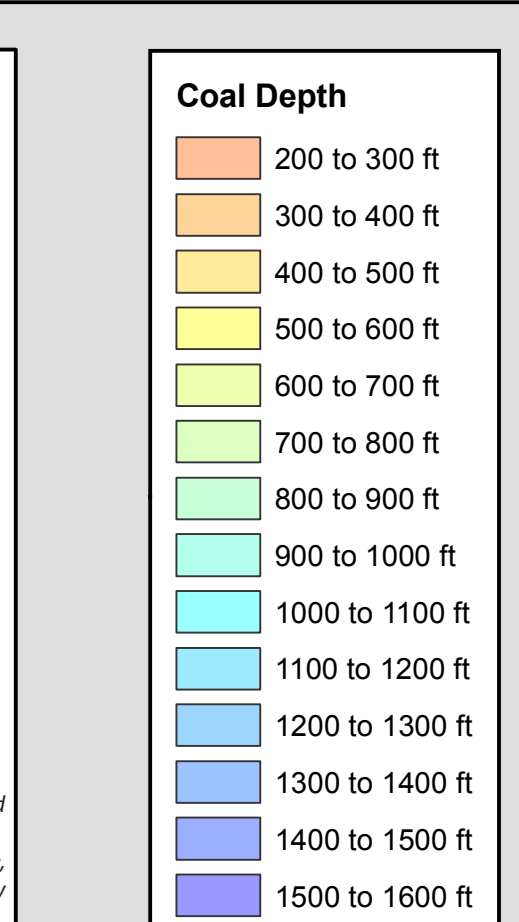 Coal Depth
200 to 300 ft
300 to 400 ft
400 to 500 ft
500 to 600 ft
600 to 700 ft
700 to 800 ft
800 to 900 ft
900 to 1000 ft
1000 to 1100 ft
1100 to 1200 ft
1200 to 1300 ft
1300 to 1400 ft
1400 to 1500 ft
1500 to 1600 ft